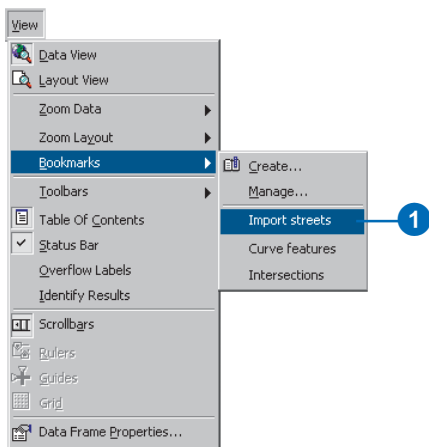 View
Data View
Layout View
Zoom Data
Zoom Layout
Bookmarks
Toolbars
Table Of Contents
Status Bar
Overflow Labels
Identify Results
Scrollbars
Rulers
Guides
Grid
Data Frame Properties...
Create...
Manage...
Import streets
1
Curve features
Intersections